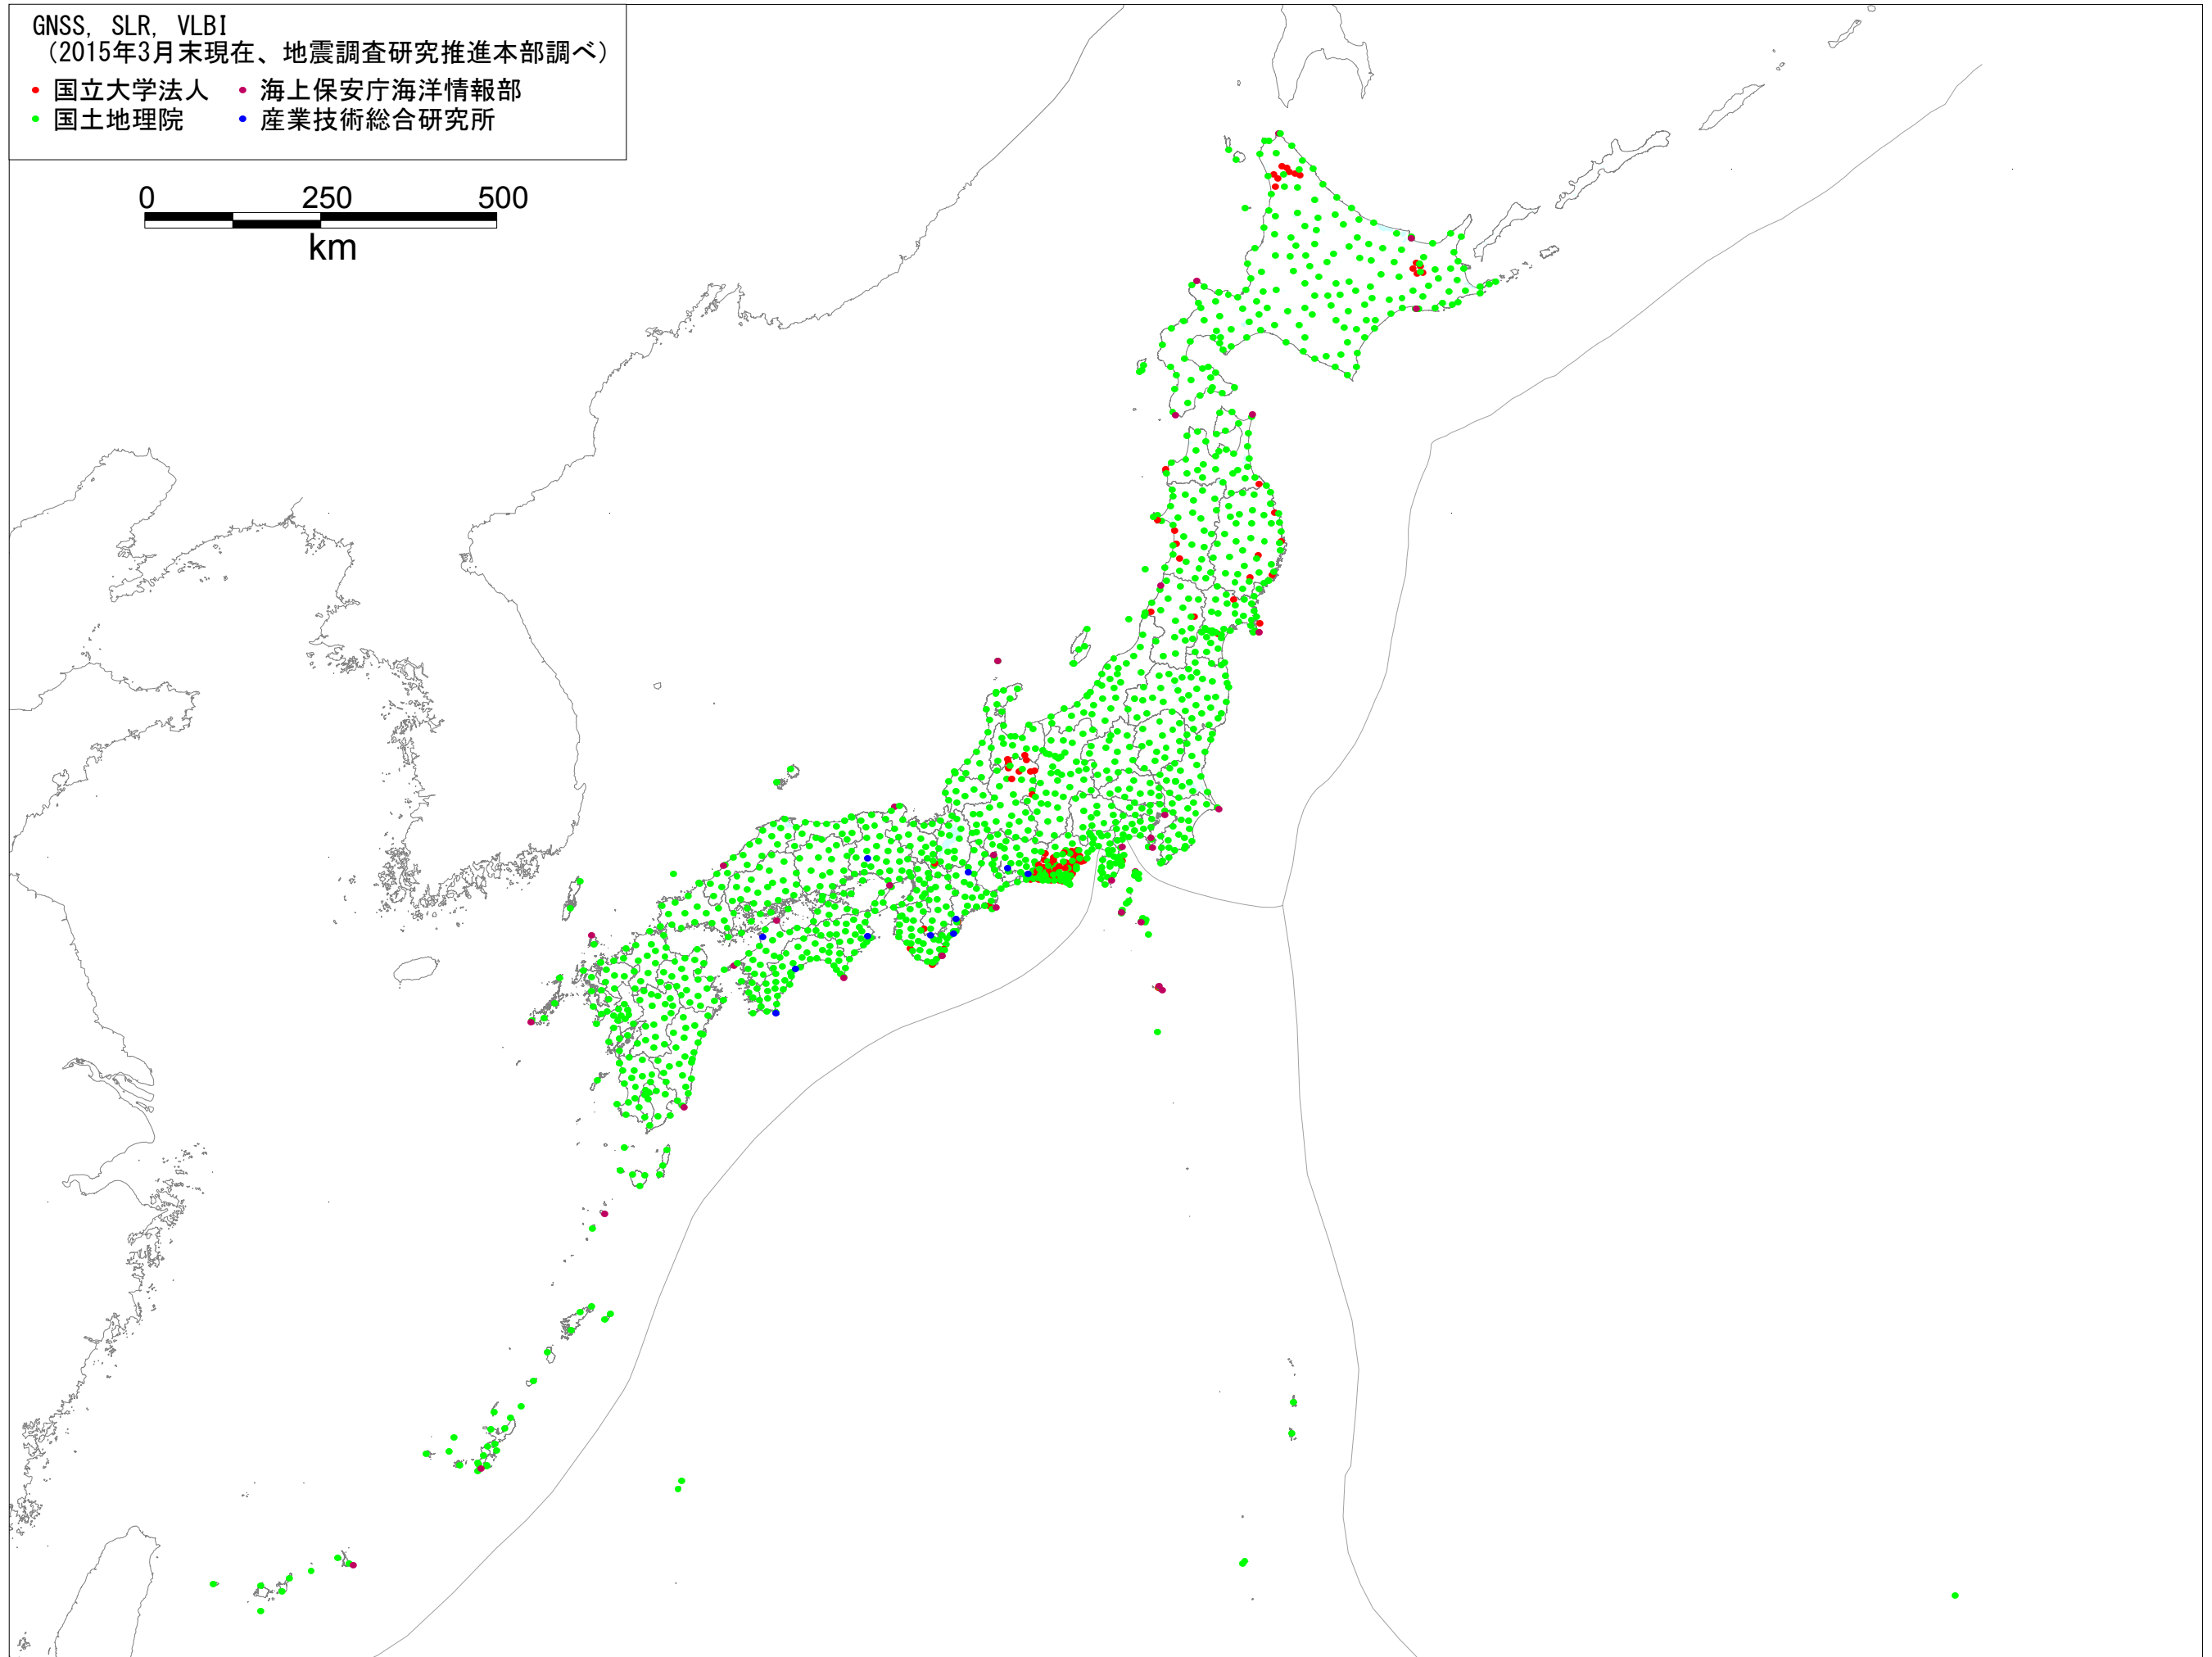 GNSS, SLR, VLBI
（2015年3月末現在、地震調査研究推進本部調べ）
国立大学法人 海上保安庁海洋情報部
国土地理院 産業技術総合研究所
0 250 500
km